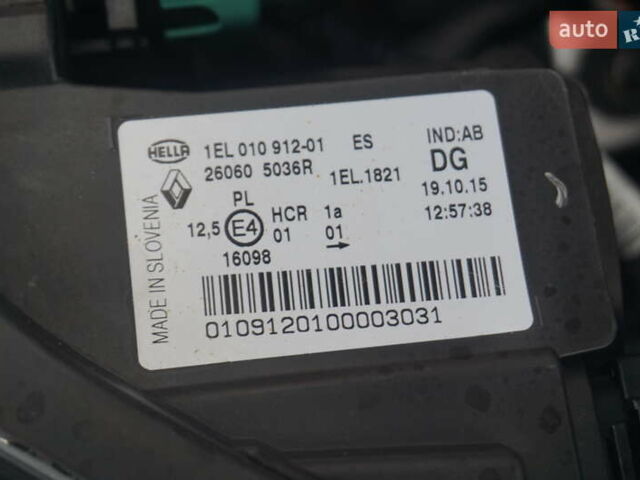 auto
R
HELLA 1EL 010 912-01 ES IND:AB
26060 5036R 1EL.1821 DG
19.10.15
PL
12,5 E4 HCR 1a 12:57:38
01 01
16098
MADE IN SLOVENIA
0109120100003031